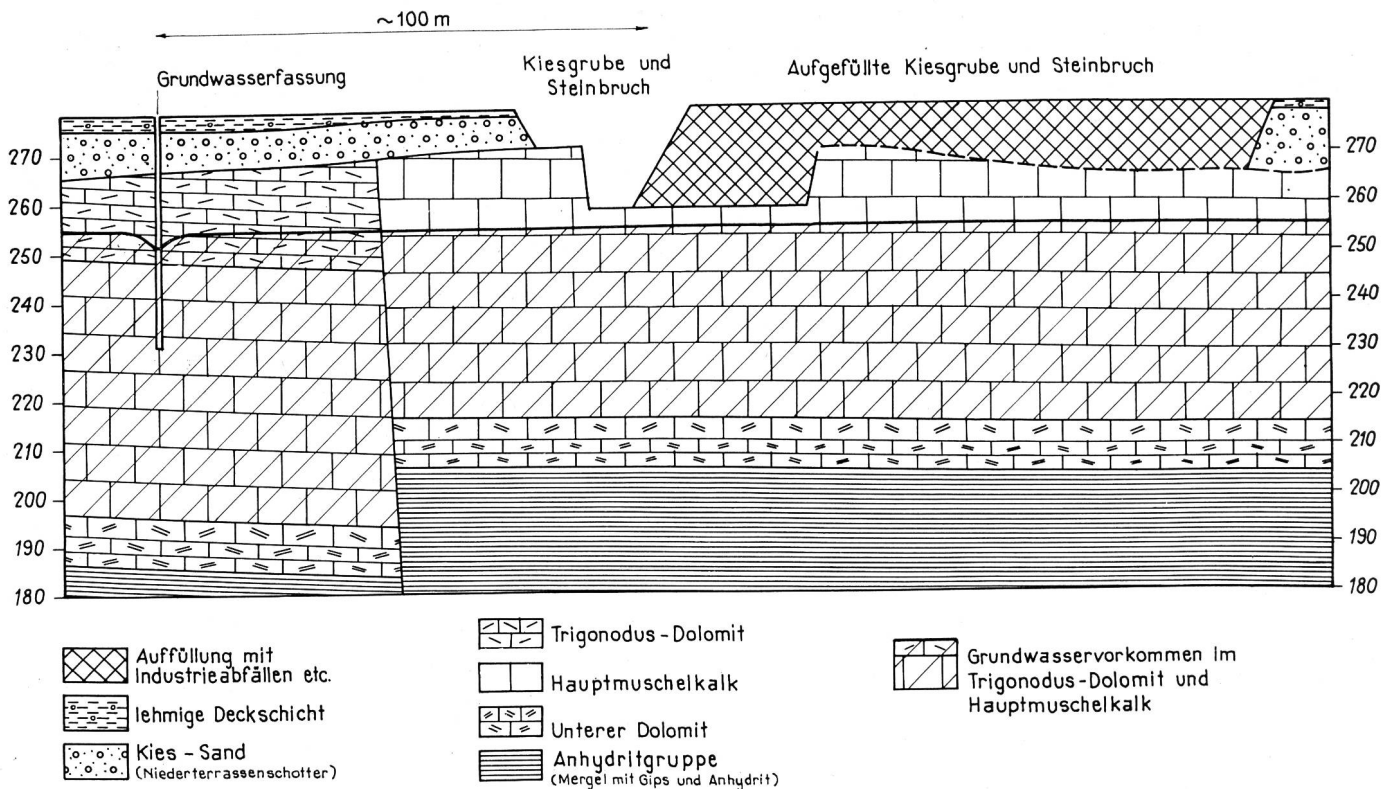 ~100 m
Grundwasserfassung
Kiesgrube und
Steinbruch
Aufgefüllte Kiesgrube und Steinbruch
270
260
250
240
230
220
210
200
190
180
270
260
250
240
230
220
210
200
190
180
Auffüllung mit
Industrieabfällen etc.
lehmige Deckschicht
Kies - Sand
(Niederterrassenschotter)
Trigonodus - Dolomit
Hauptmuschelkalk
Unterer Dolomit
Anhydritgruppe
(Mergel mit Gips und Anhydrit)
Grundwasservorkommen im
Trigonodus-Dolomit und
Hauptmuschelkalk